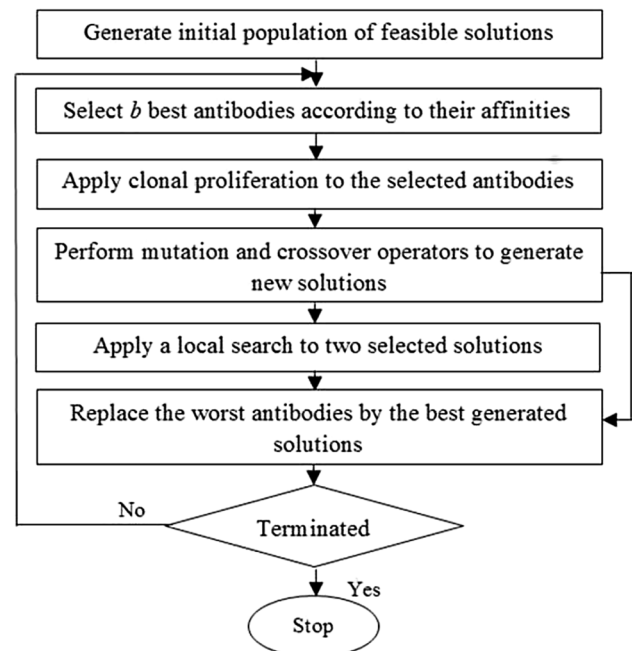 Generate initial population of feasible solutions
Select b best antibodies according to their affinities
Apply clonal proliferation to the selected antibodies
Perform mutation and crossover operators to generate
new solutions
Apply a local search to two selected solutions
Replace the worst antibodies by the best generated
solutions
No
Terminated
Yes
Stop